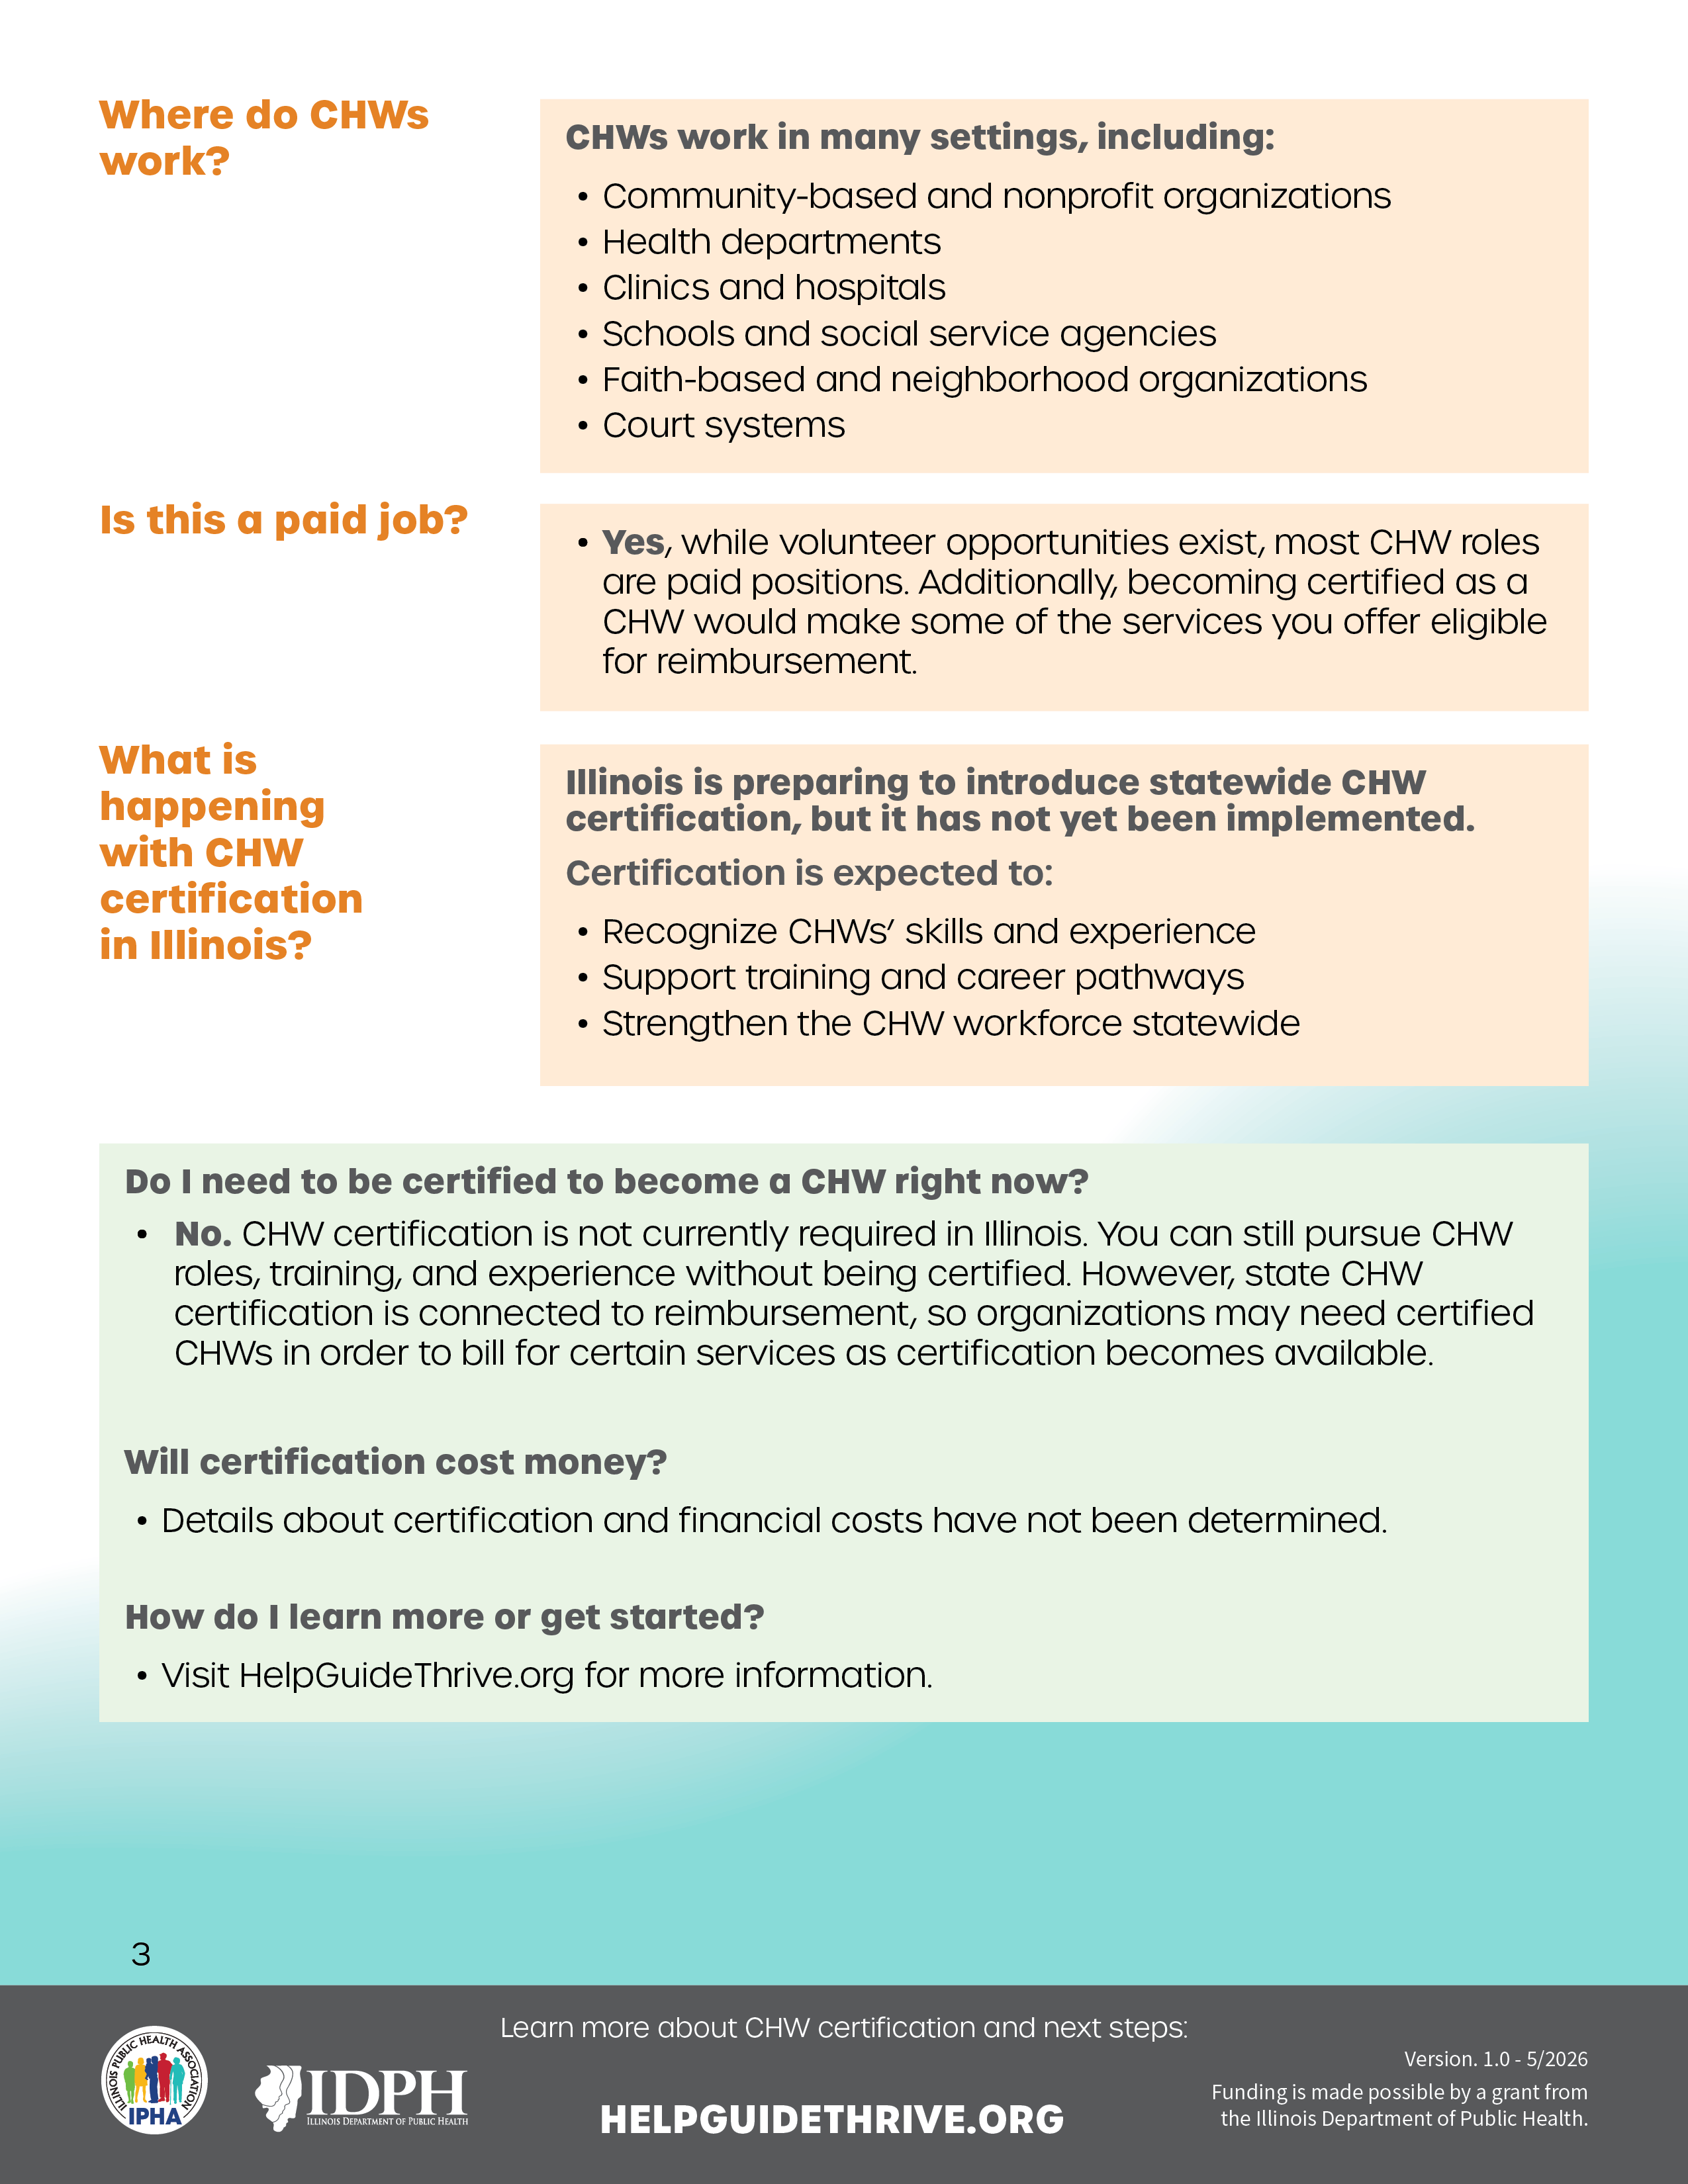 Where do CHWs
work?
CHWs work in many settings, including:
• Community-based and nonprofit organizations
• Health departments
• Clinics and hospitals
• Schools and social service agencies
• Faith-based and neighborhood organizations
• Court systems
Is this a paid job?
• Yes, while volunteer opportunities exist, most CHW roles
are paid positions. Additionally, becoming certified as a
CHW would make some of the services you offer eligible
for reimbursement.
What is
happening
with CHW
certification
in Illinois?
Illinois is preparing to introduce statewide CHW
certification, but it has not yet been implemented.
Certification is expected to:
• Recognize CHWs’ skills and experience
• Support training and career pathways
• Strengthen the CHW workforce statewide
Do I need to be certified to become a CHW right now?
• No. CHW certification is not currently required in Illinois. You can still pursue CHW
roles, training, and experience without being certified. However, state CHW
certification is connected to reimbursement, so organizations may need certified
CHWs in order to bill for certain services as certification becomes available.
Will certification cost money?
• Details about certification and financial costs have not been determined.
How do I learn more or get started?
• Visit HelpGuideThrive.org for more information.
3
ILLINOIS PUBLIC HEALTH ASSOCIATION
IPHA
IDPH
ILLINOIS DEPARTMENT OF PUBLIC HEALTH
Learn more about CHW certification and next steps:
HELPGUIDETHRIVE.ORG
Version. 1.0 - 5/2026
Funding is made possible by a grant from
the Illinois Department of Public Health.